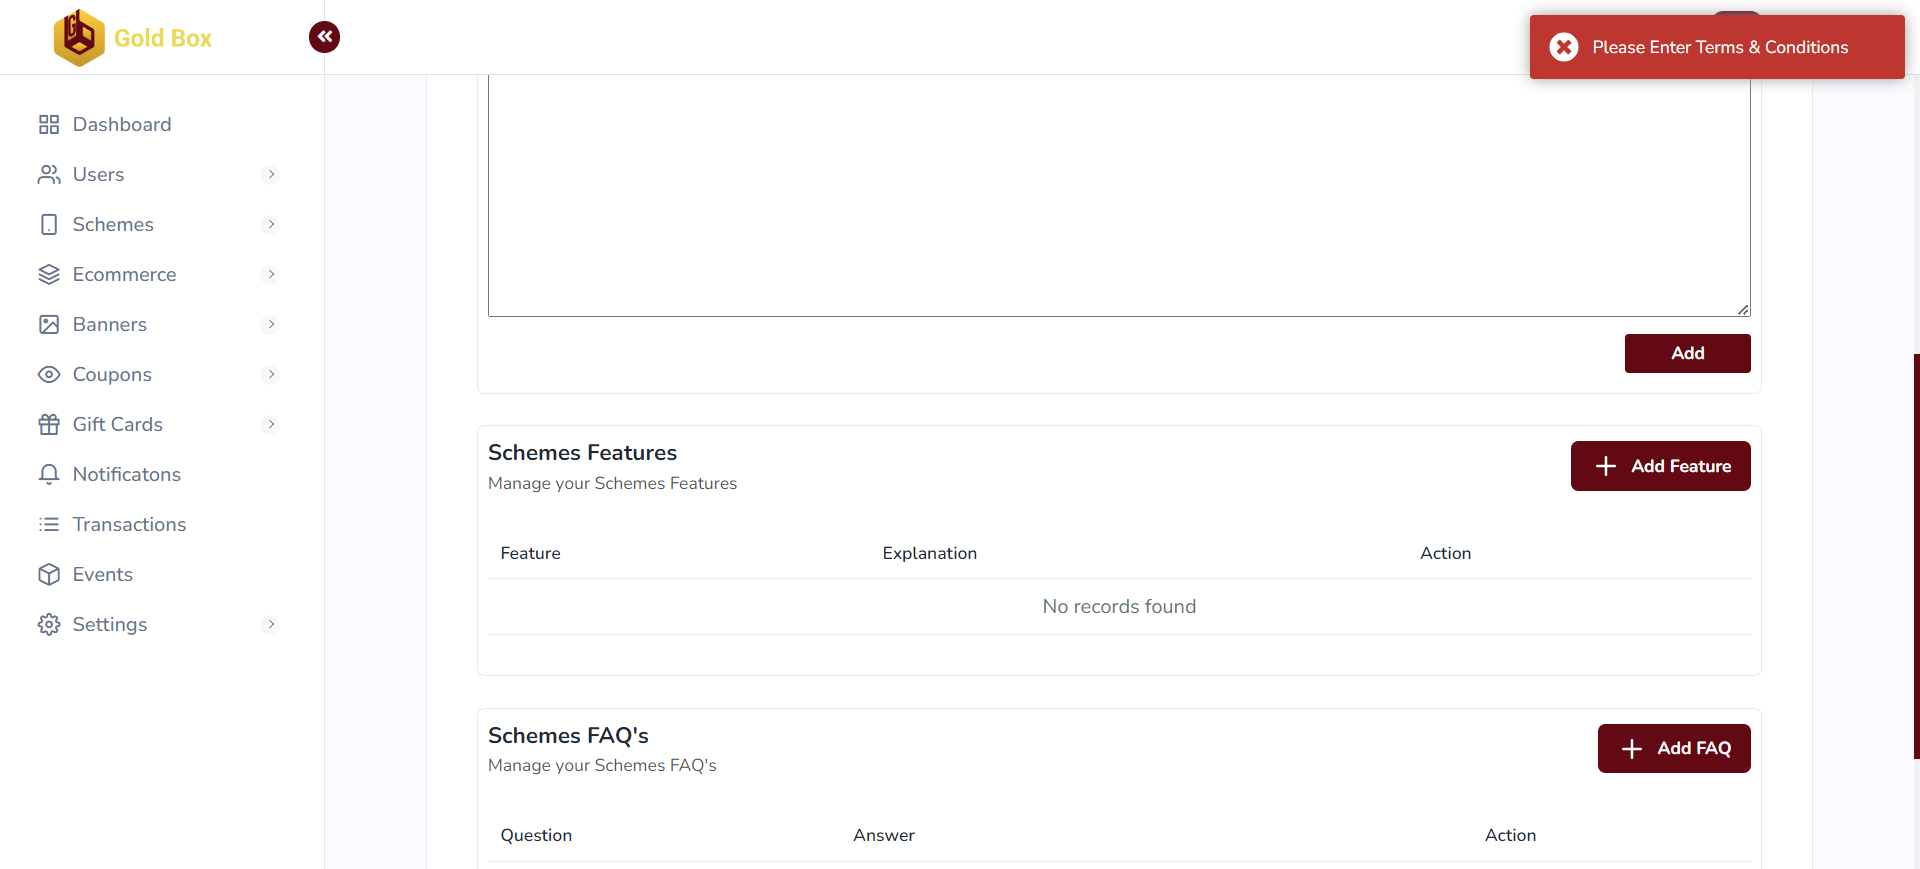 Gold Box
Please Enter Terms & Conditions
Dashboard
Users
Schemes
Ecommerce
Banners
Coupons
Gift Cards
Notificatons
Transactions
Events
Settings
Add
Schemes Features
Manage your Schemes Features
Add Feature
Feature Explanation Action
No records found
Schemes FAQ's
Manage your Schemes FAQ's
Add FAQ
Question Answer Action